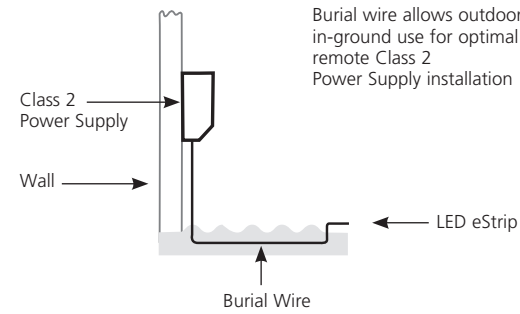 Burial wire allows outdoor
in-ground use for optimal
remote Class 2
Power Supply installation
Class 2
Power Supply
Wall
LED eStrip
Burial Wire